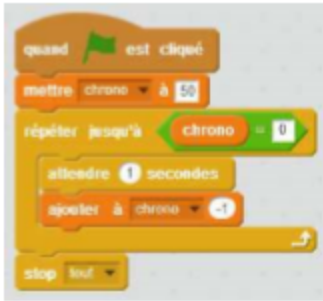 quand est cliqué
mettre chrono à 50
répéter jusqu'à chrono = 0
attendre 1 secondes
ajouter à chrono -1
stop tout